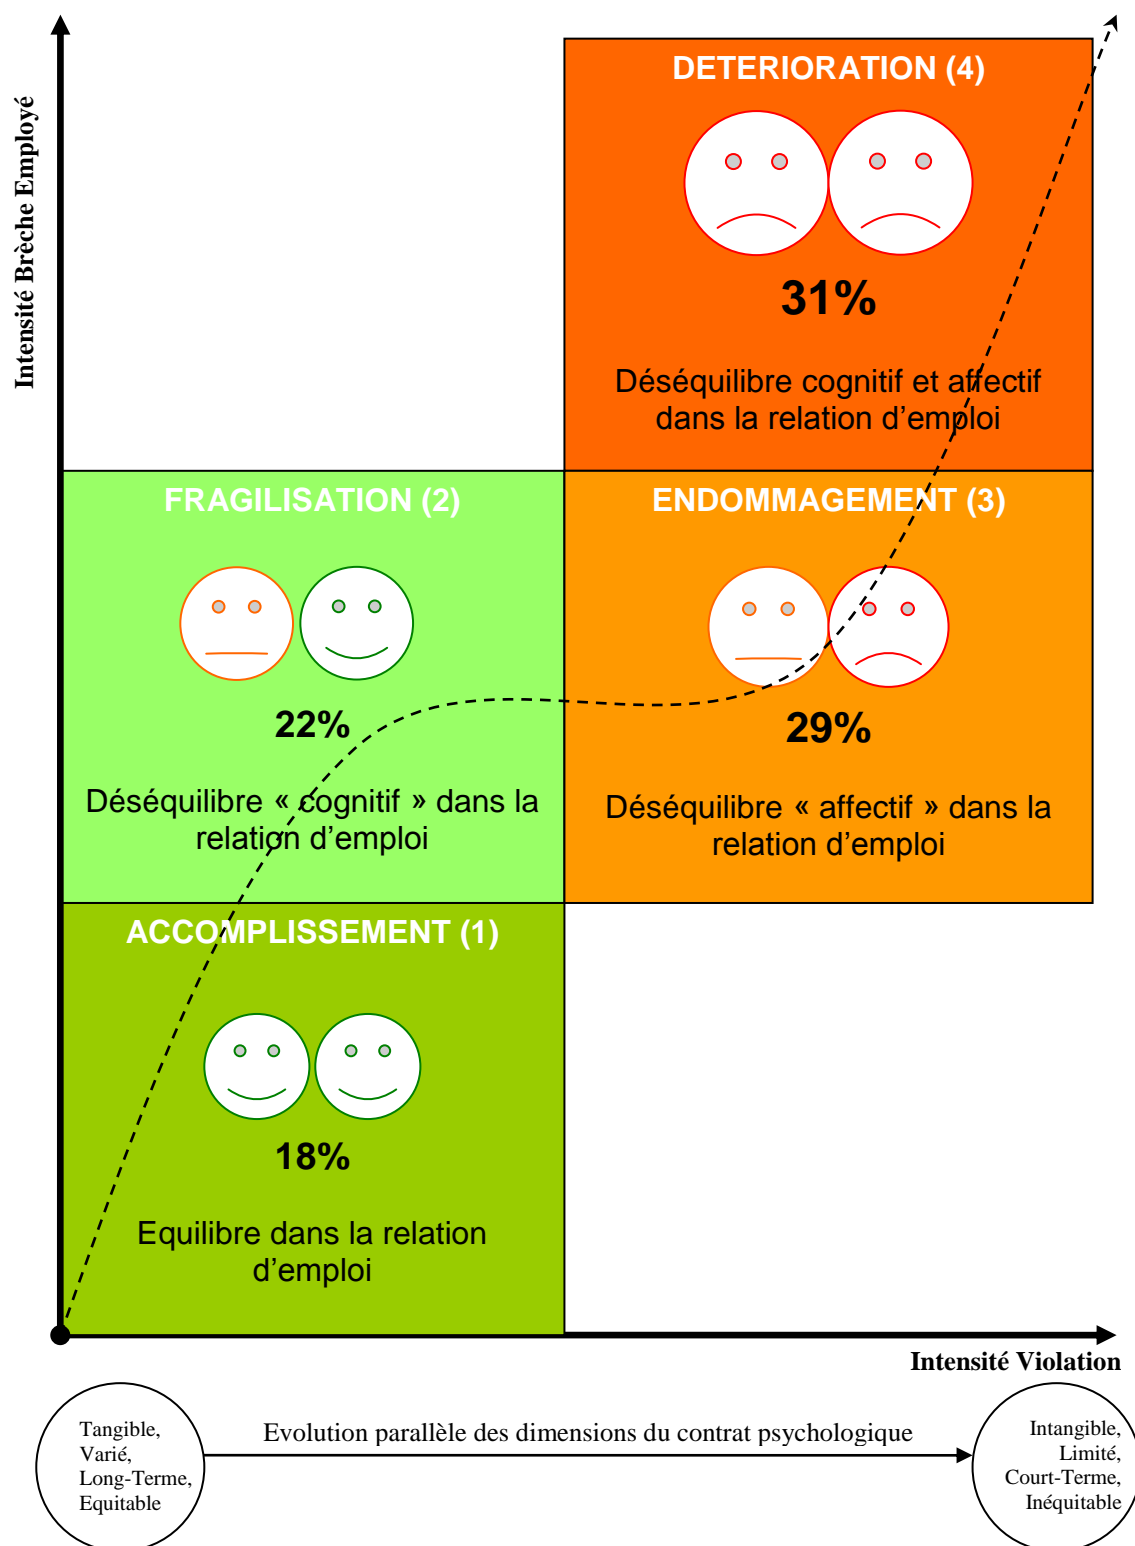 Intensité Brèche Employé
DETERIORATION (4)
31%
Déséquilibre cognitif et affectif
dans la relation d’emploi
FRAGILISATION (2)
22%
Déséquilibre « cognitif » dans la
relation d’emploi
ENDOMMAGEMENT (3)
29%
Déséquilibre « affectif » dans la
relation d’emploi
ACCOMPLISSEMENT (1)
18%
Equilibre dans la relation
d’emploi
Intensité Violation
Tangible,
Varié,
Long-Terme,
Equitable
Evolution parallèle des dimensions du contrat psychologique
Intangible,
Limité,
Court-Terme,
Inéquitable